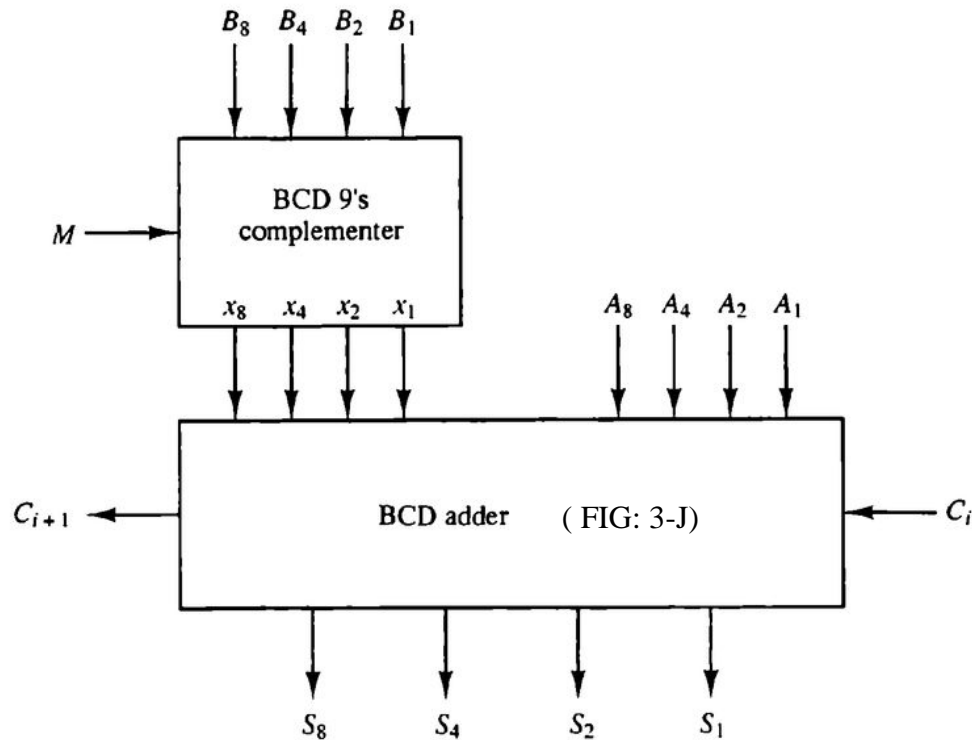 B8 B4 B2 B1
BCD 9's
complementer
M
x8 x4 x2 x1
A8 A4 A2 A1
Ci+1
BCD adder ( FIG: 3-J)
Ci
S8 S4 S2 S1